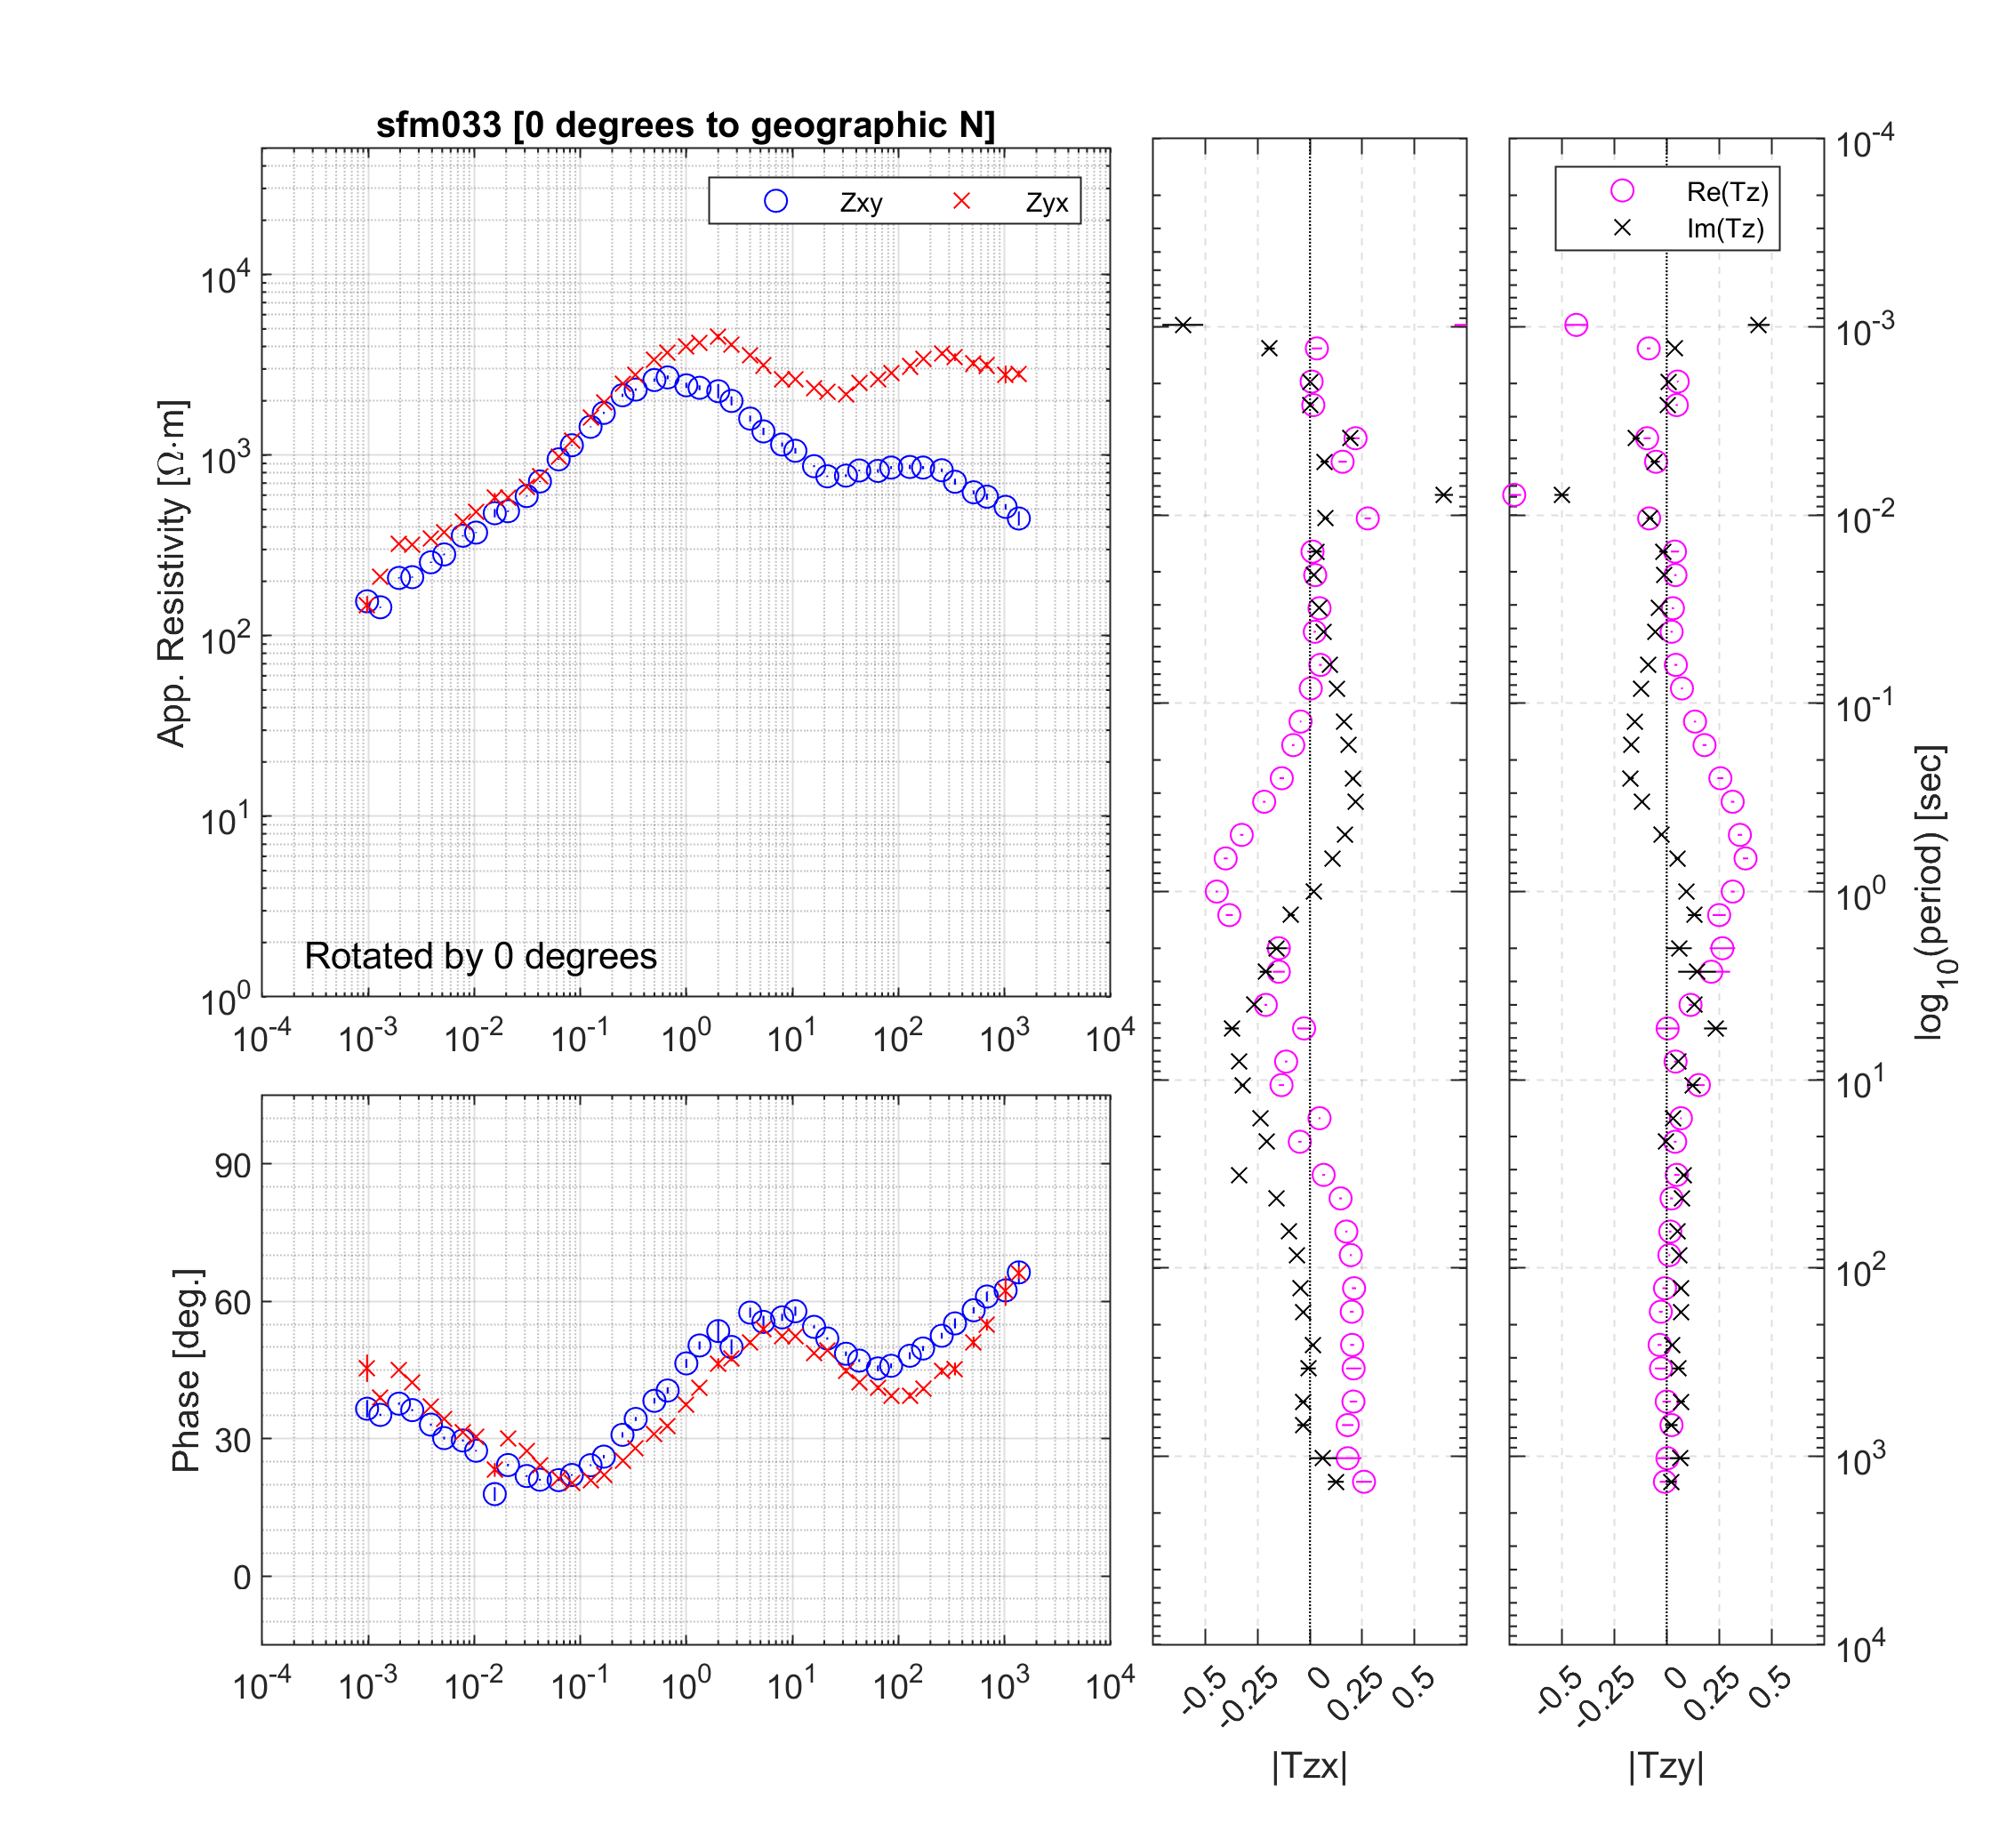 sfm033 [0 degrees to geographic N]
Zxy Zyx
App. Resistivity [Ω·m]
10^4
10^3
10^2
10^1
10^0
Rotated by 0 degrees
10^-4 10^-3 10^-2 10^-1 10^0 10^1 10^2 10^3 10^4
Phase [deg.]
90
60
30
0
10^-4 10^-3 10^-2 10^-1 10^0 10^1 10^2 10^3 10^4
-0.5 -0.25 0 0.25 0.5
|Tzx|
Re(Tz)
Im(Tz)
-0.5 -0.25 0 0.25 0.5
|Tzy|
10^-4
10^-3
10^-2
10^-1
10^0
10^1
10^2
10^3
10^4
log_10(period) [sec]